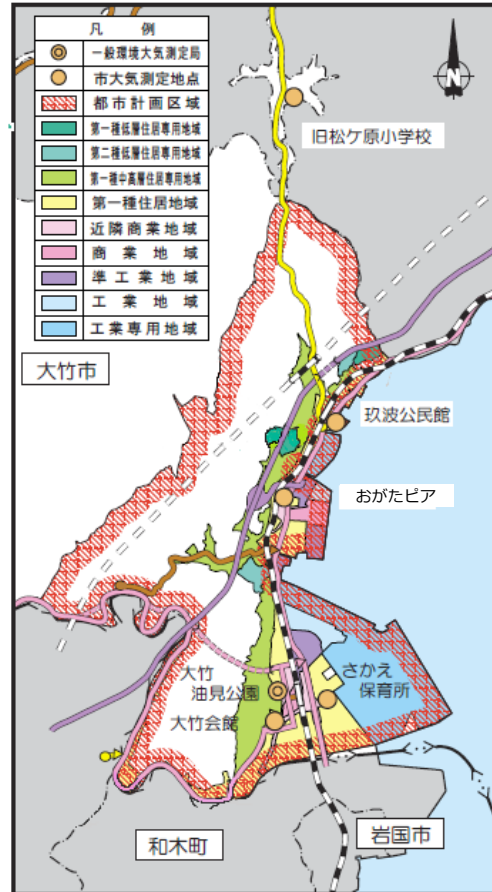 凡例
一般環境大気測定局
市大気測定地点
都市計画区域
第一種低層住居専用地域
第二種低層住居専用地域
第一種中高層住居専用地域
第一種住居地域
近隣商業地域
商業地域
準工業地域
工業地域
工業専用地域
N
旧松ケ原小学校
大竹市
玖波公民館
おがたピア
大竹
油見公園
さかえ
保育所
大竹会館
和木町
岩国市